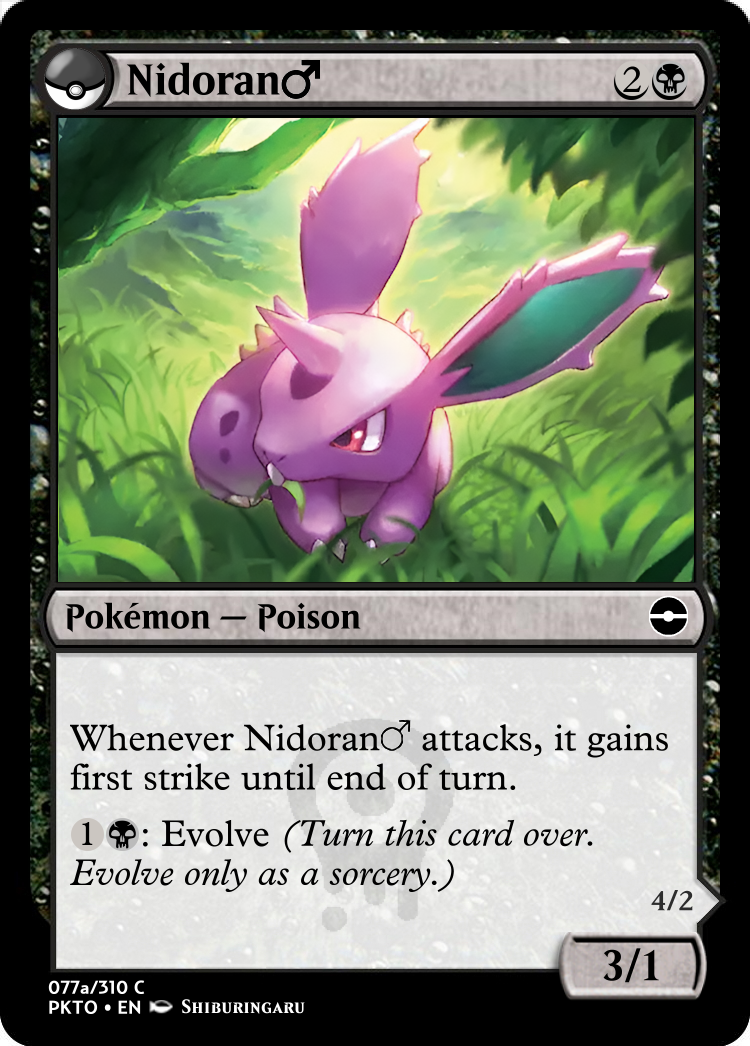 Nidoran♂ 2
Pokémon — Poison
Whenever Nidoran♂ attacks, it gains
first strike until end of turn.
1: Evolve (Turn this card over.
Evolve only as a sorcery.)
4/2
3/1
077a/310 C
PKTO • EN Shiburingaru